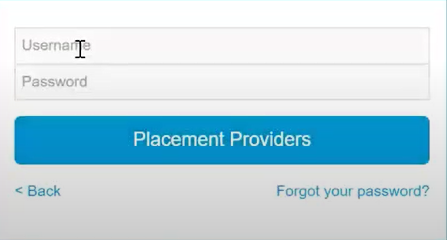 Username
Password
Placement Providers
< Back
Forgot your password?